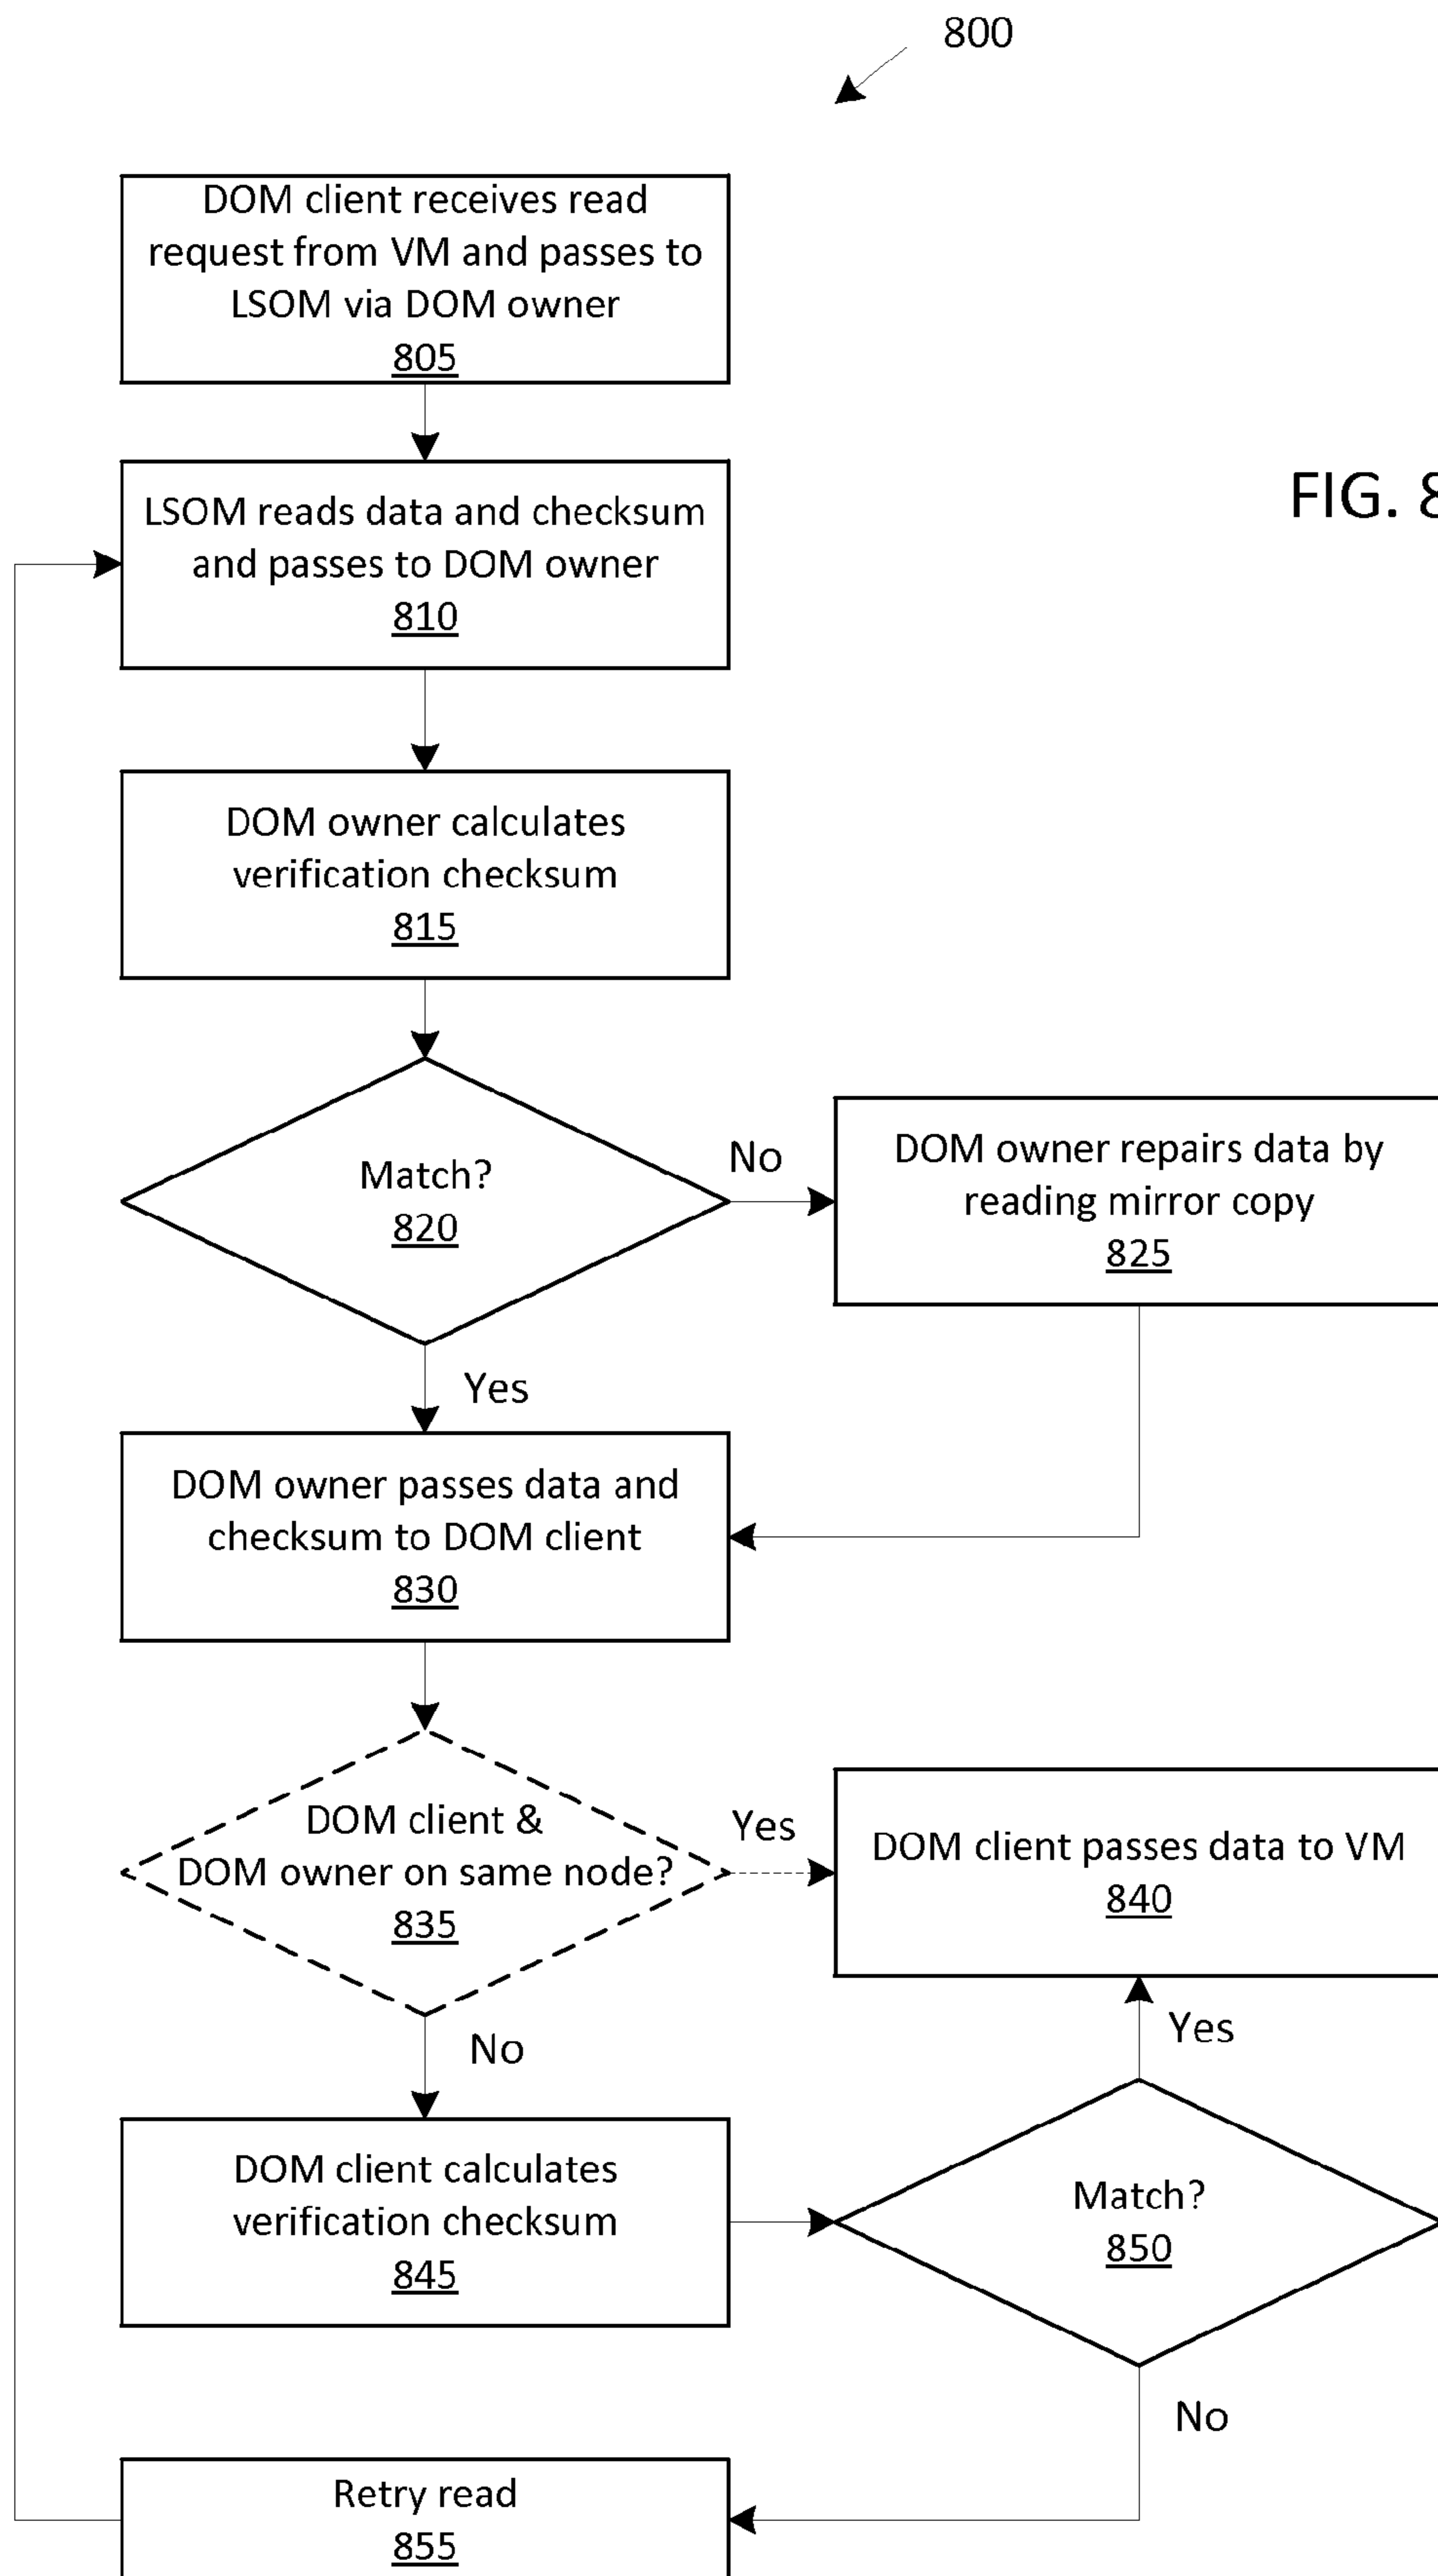 800
DOM client receives read
request from VM and passes to
LSOM via DOM owner
805
FIG. 8
LSOM reads data and checksum
and passes to DOM owner
810
DOM owner calculates
verification checksum
815
Match?
820
No
DOM owner repairs data by
reading mirror copy
825
Yes
DOM owner passes data and
checksum to DOM client
830
DOM client &
DOM owner on same node?
835
Yes
DOM client passes data to VM
840
No
Yes
DOM client calculates
verification checksum
845
Match?
850
No
Retry read
855